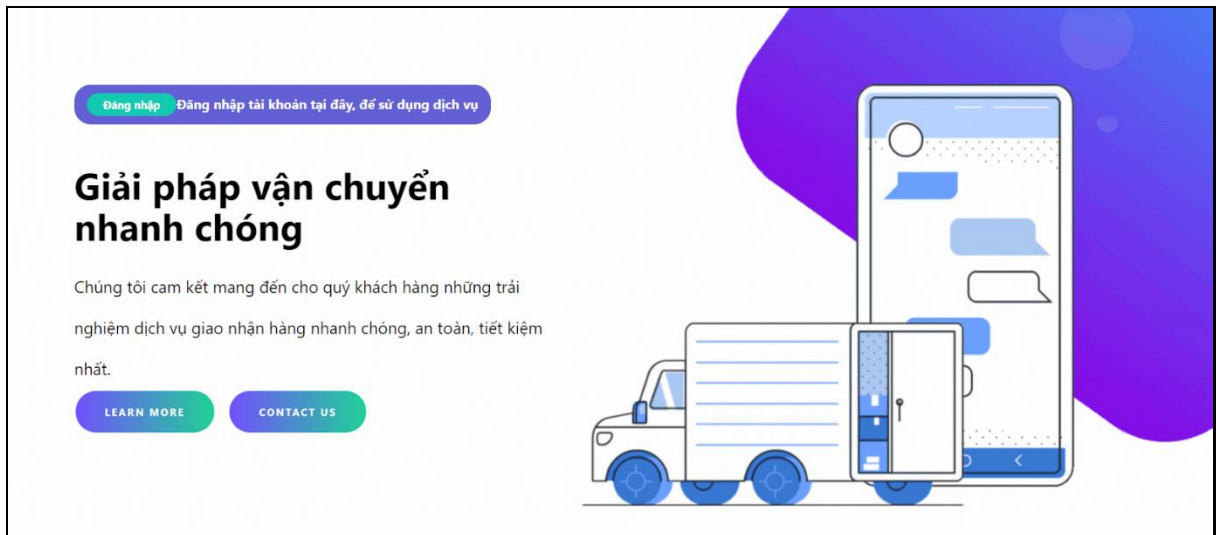 Đăng nhập Đăng nhập tài khoản tại đây, để sử dụng dịch vụ
Giải pháp vận chuyển
nhanh chóng
Chúng tôi cam kết mang đến cho quý khách hàng những trải
nghiệm dịch vụ giao nhận hàng nhanh chóng, an toàn, tiết kiệm
nhất.
LEARN MORE
CONTACT US